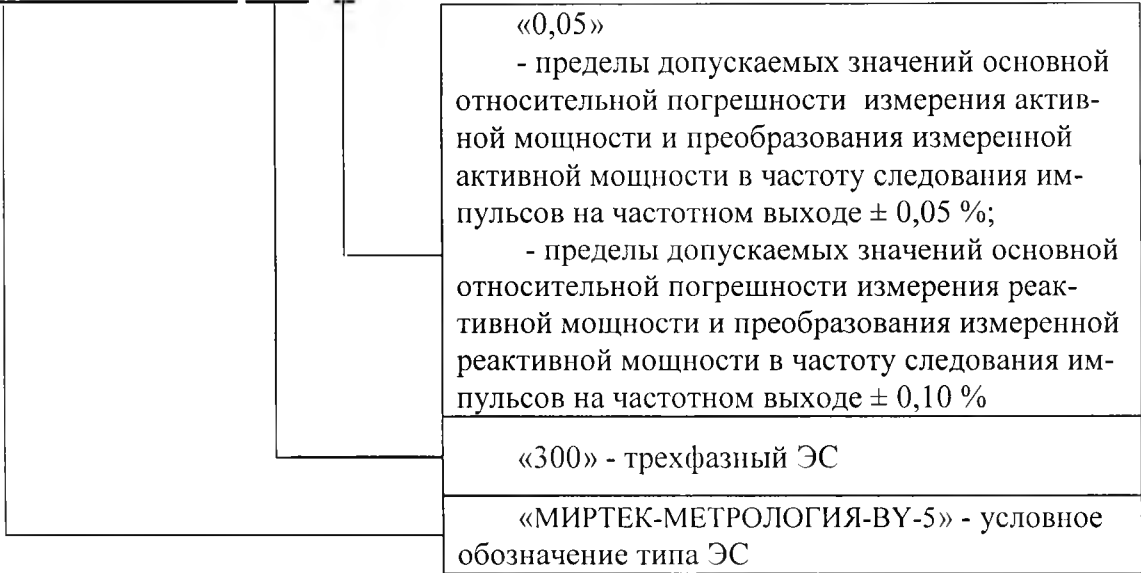 «0,05»
- пределы допускаемых значений основной
относительной погрешности измерения актив-
ной мощности и преобразования измеренной
активной мощности в частоту следования им-
пульсов на частотном выходе ± 0,05 %;
- пределы допускаемых значений основной
относительной погрешности измерения реак-
тивной мощности и преобразования измеренной
реактивной мощности в частоту следования им-
пульсов на частотном выходе ± 0,10 %
«300» - трехфазный ЭС
«МИРТЕК-МЕТРОЛОГИЯ-BY-5» - условное
обозначение типа ЭС